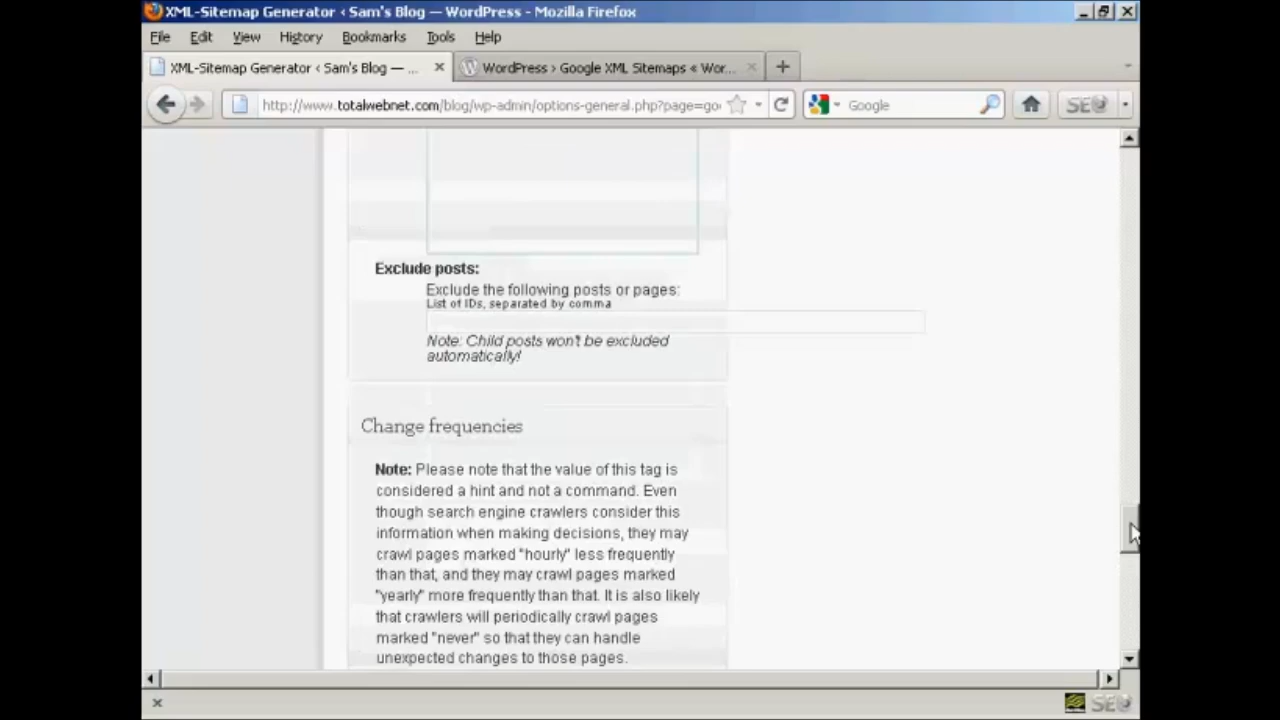 XML-Sitemap Generator ‹ Sam's Blog — WordPress - Mozilla Firefox
File Edit View History Bookmarks Tools Help
XML-Sitemap Generator ‹ Sam's Blog — ... WordPress › Google XML Sitemaps « Wor...
http://www.totalwebnet.com/blog/wp-admin/options-general.php?page=goo Google SEO
Exclude posts:
Exclude the following posts or pages:
List of IDs, separated by comma
Note: Child posts won't be excluded
automatically!
Change frequencies
Note: Please note that the value of this tag is
considered a hint and not a command. Even
though search engine crawlers consider this
information when making decisions, they may
crawl pages marked "hourly" less frequently
than that, and they may crawl pages marked
"yearly" more frequently than that. It is also likely
that crawlers will periodically crawl pages
marked "never" so that they can handle
unexpected changes to those pages.
SEO